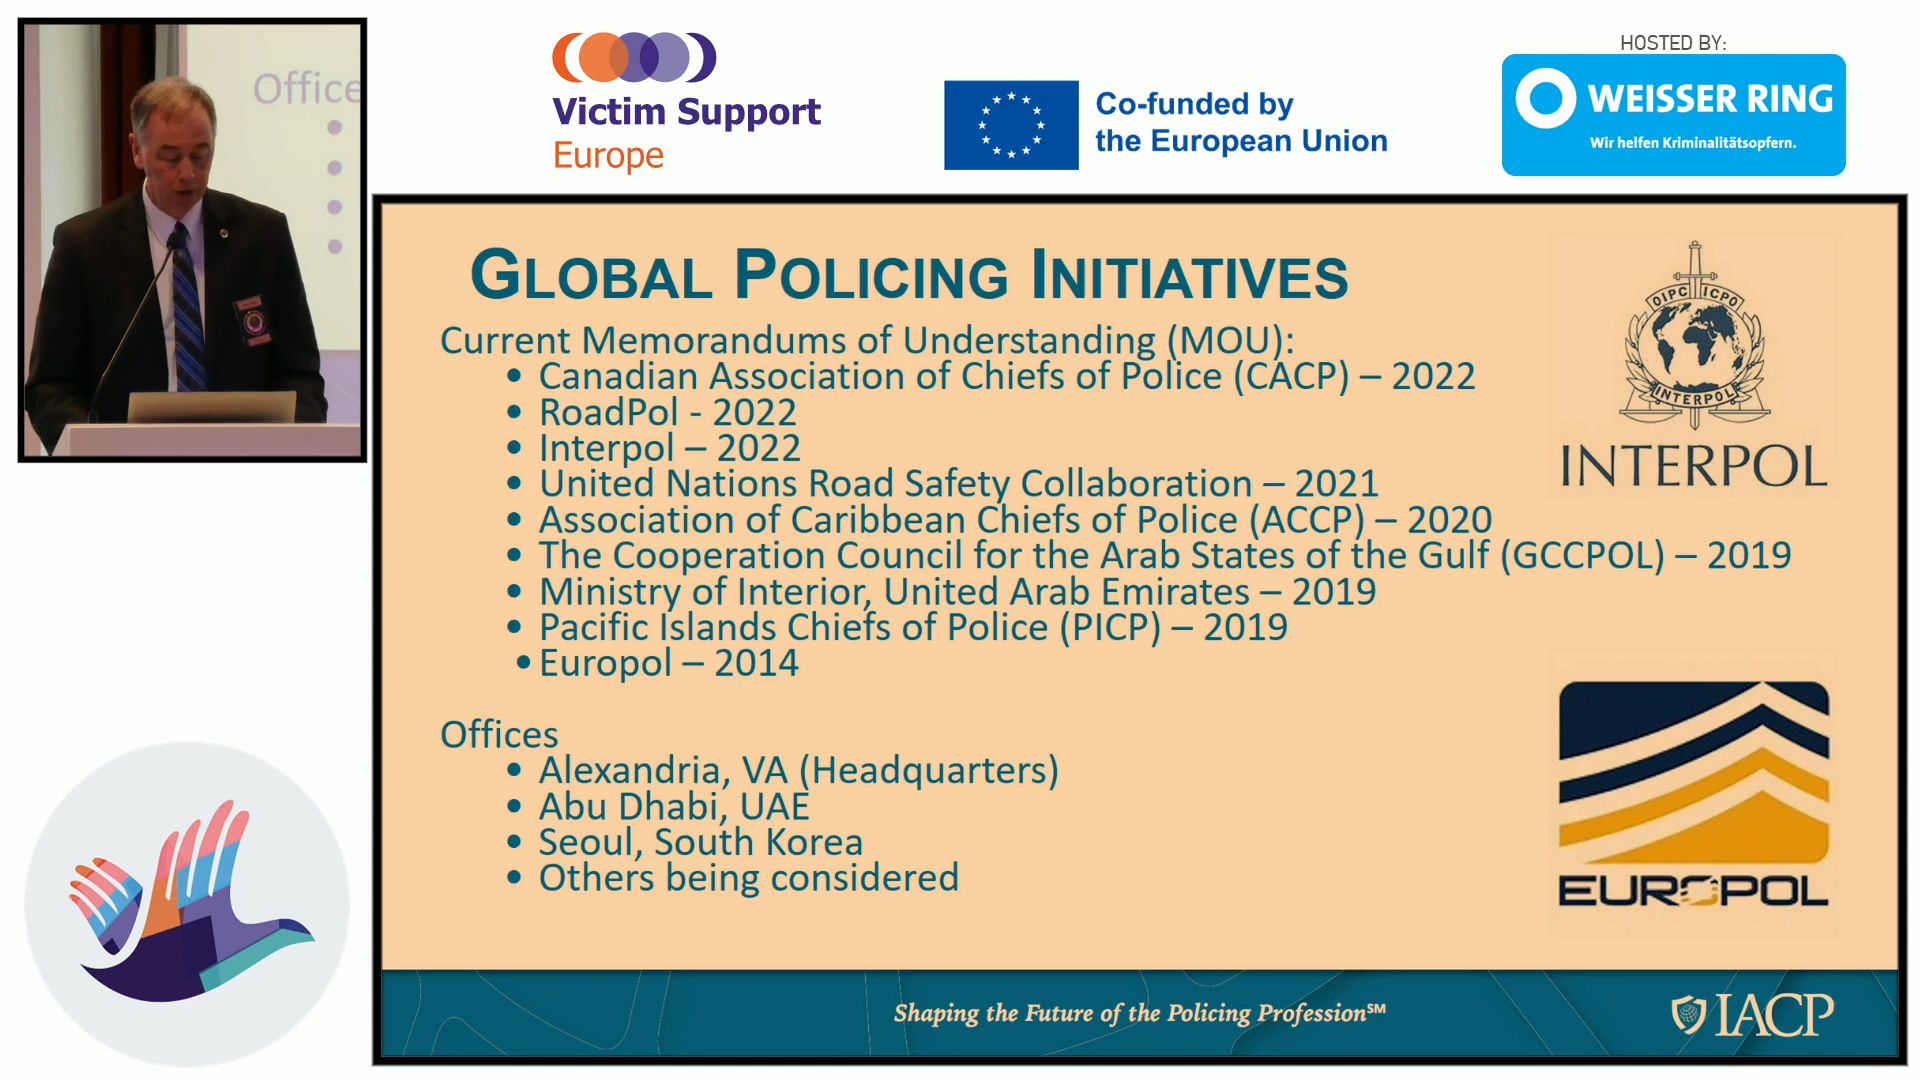 Office
Victim Support
Europe
Co-funded by
the European Union
HOSTED BY:
WEISSER RING
Wir helfen Kriminalitätsopfern.
GLOBAL POLICING INITIATIVES
Current Memorandums of Understanding (MOU):
• Canadian Association of Chiefs of Police (CACP) – 2022
• RoadPol - 2022
• Interpol – 2022
• United Nations Road Safety Collaboration – 2021
• Association of Caribbean Chiefs of Police (ACCP) – 2020
• The Cooperation Council for the Arab States of the Gulf (GCCPOL) – 2019
• Ministry of Interior, United Arab Emirates – 2019
• Pacific Islands Chiefs of Police (PICP) – 2019
• Europol – 2014
Offices
• Alexandria, VA (Headquarters)
• Abu Dhabi, UAE
• Seoul, South Korea
• Others being considered
OIPC ICPO
INTERPOL
INTERPOL
EUROPOL
Shaping the Future of the Policing Profession℠
IACP